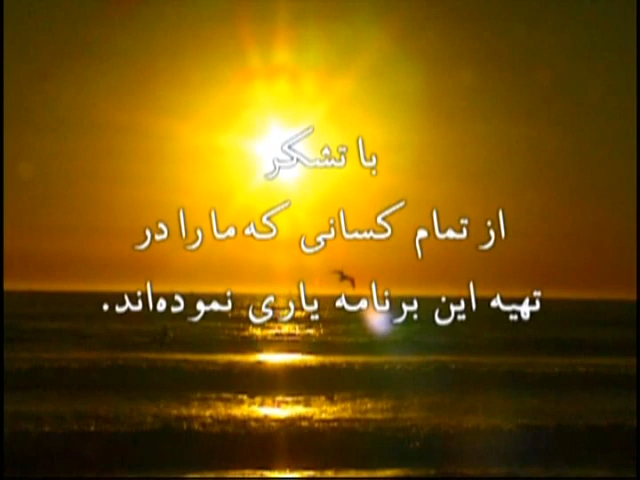 با تشکر
از تمام کسانی که ما را در
تهیه این برنامه یاری نموده‌اند.